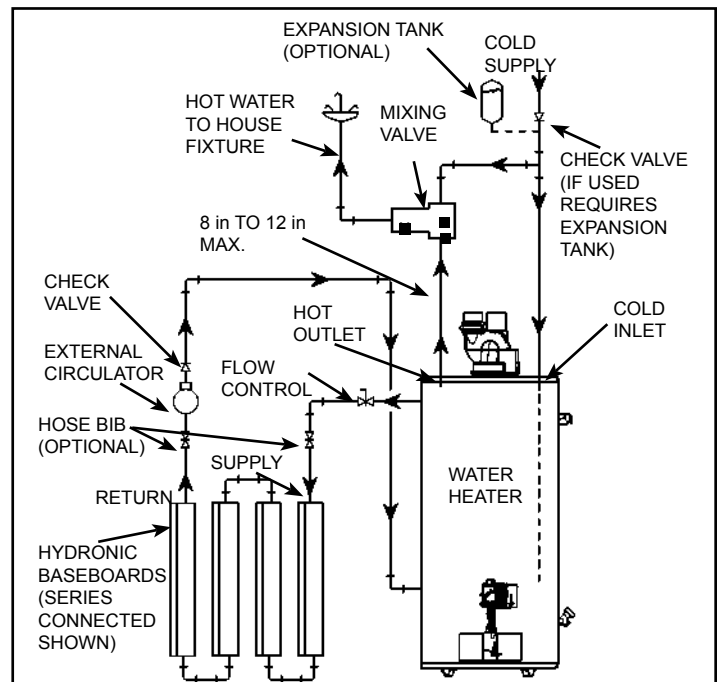 EXPANSION TANK
(OPTIONAL)
COLD
SUPPLY
HOT WATER
TO HOUSE
FIXTURE
MIXING
VALVE
CHECK VALVE
(IF USED
REQUIRES
EXPANSION
TANK)
8 in TO 12 in
MAX.
CHECK
VALVE
HOT
OUTLET
COLD
INLET
EXTERNAL
CIRCULATOR
FLOW
CONTROL
HOSE BIB
(OPTIONAL)
SUPPLY
WATER
HEATER
RETURN
HYDRONIC
BASEBOARDS
(SERIES
CONNECTED
SHOWN)